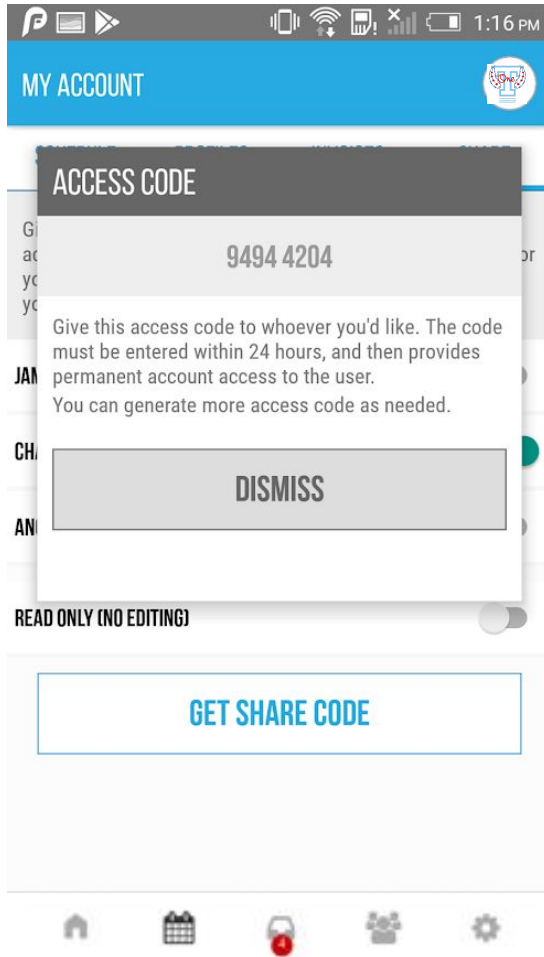 1:16 PM
MY ACCOUNT
One
ACCESS CODE
9494 4204
Give this access code to whoever you'd like. The code
must be entered within 24 hours, and then provides
permanent account access to the user.
You can generate more access code as needed.
DISMISS
READ ONLY (NO EDITING)
GET SHARE CODE
4